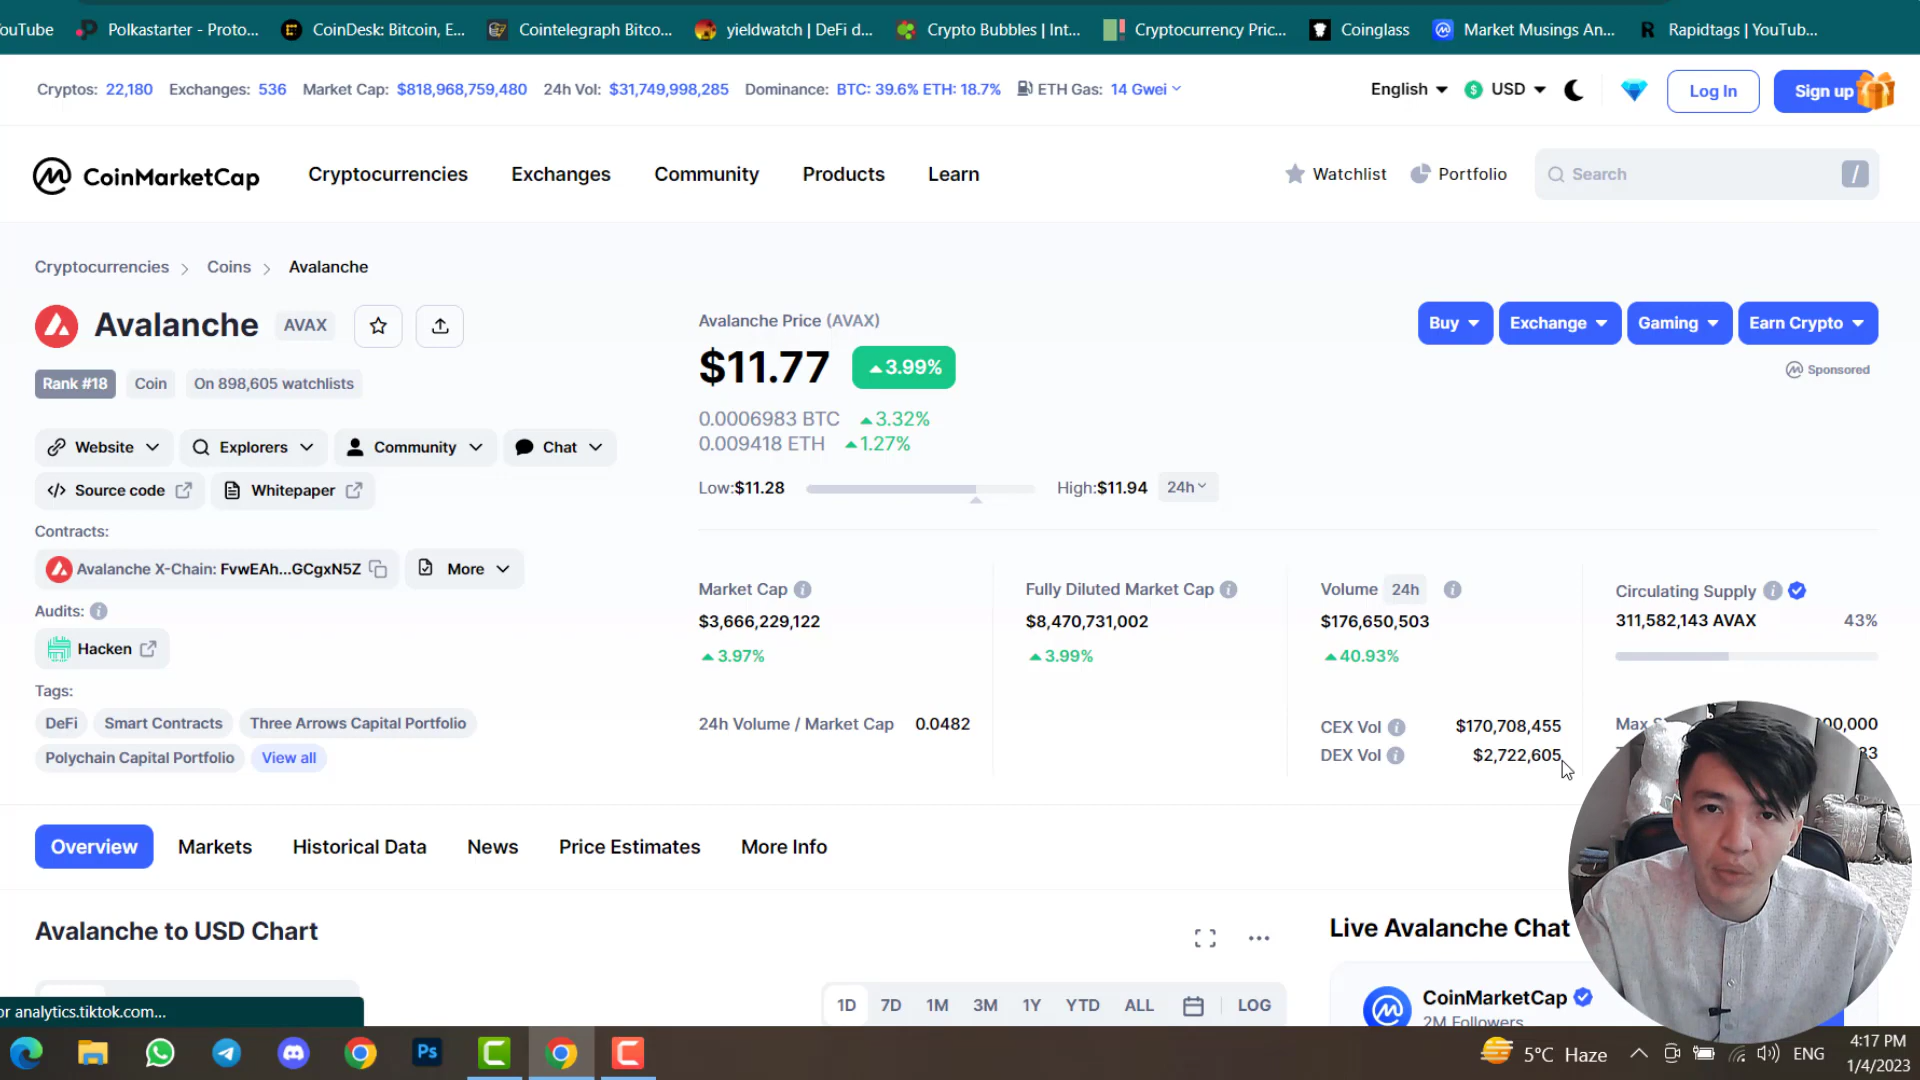 ouTube Polkastarter - Proto... CoinDesk: Bitcoin, E... Cointelegraph Bitco... yieldwatch | DeFi d... Crypto Bubbles | Int... Cryptocurrency Pric... Coinglass Market Musings An... Rapidtags | YouTub...
Cryptos: 22,180 Exchanges: 536 Market Cap: $818,968,759,480 24h Vol: $31,749,998,285 Dominance: BTC: 39.6% ETH: 18.7% ETH Gas: 14 Gwei English USD Log In Sign up
CoinMarketCap Cryptocurrencies Exchanges Community Products Learn Watchlist Portfolio Search /
Cryptocurrencies > Coins > Avalanche
Avalanche AVAX
Rank #18 Coin On 898,605 watchlists
Website Explorers Community Chat
Source code Whitepaper
Contracts:
Avalanche X-Chain: FvwEAh...GCgxN5Z More
Audits:
Hacken
Tags:
DeFi Smart Contracts Three Arrows Capital Portfolio
Polychain Capital Portfolio View all
Avalanche Price (AVAX)
$11.77 3.99%
0.0006983 BTC 3.32%
0.009418 ETH 1.27%
Low:$11.28 High:$11.94 24h
Buy Exchange Gaming Earn Crypto
Sponsored
Market Cap
$3,666,229,122
3.97%
24h Volume / Market Cap 0.0482
Fully Diluted Market Cap
$8,470,731,002
3.99%
Volume 24h
$176,650,503
40.93%
CEX Vol $170,708,455
DEX Vol $2,722,605
Circulating Supply
311,582,143 AVAX 43%
Overview Markets Historical Data News Price Estimates More Info
Avalanche to USD Chart
1D 7D 1M 3M 1Y YTD ALL LOG
Live Avalanche Chat
CoinMarketCap
2M Followers
or analytics.tiktok.com...
Ps
5°C Haze ENG 4:17 PM
1/4/2023